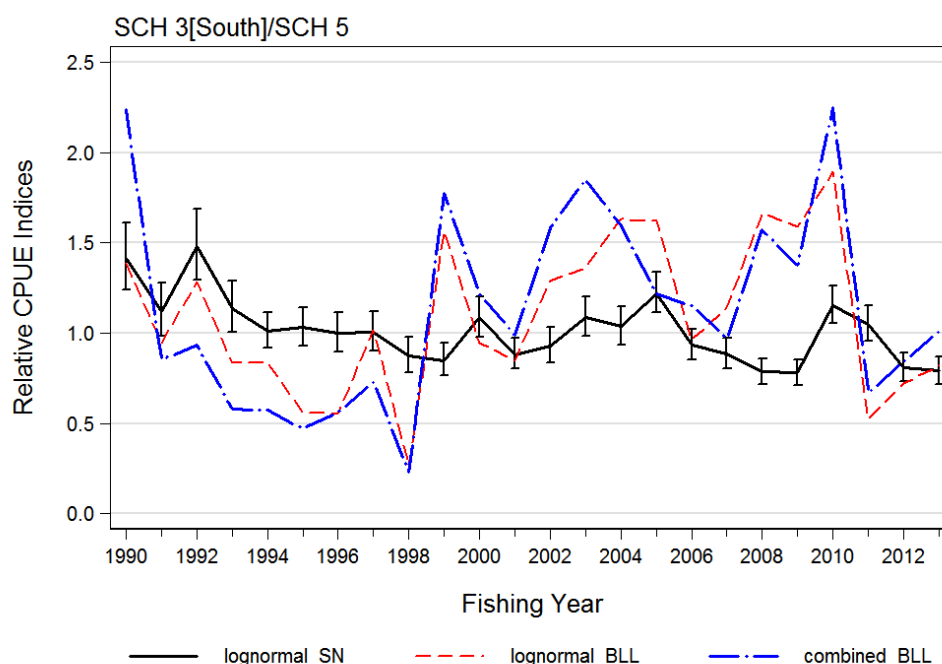 SCH 3[South]/SCH 5
Relative CPUE Indices
2.5
2.0
1.5
1.0
0.5
0.0
1990 1992 1994 1996 1998 2000 2002 2004 2006 2008 2010 2012
Fishing Year
lognormal_SN lognormal_BLL combined_BLL